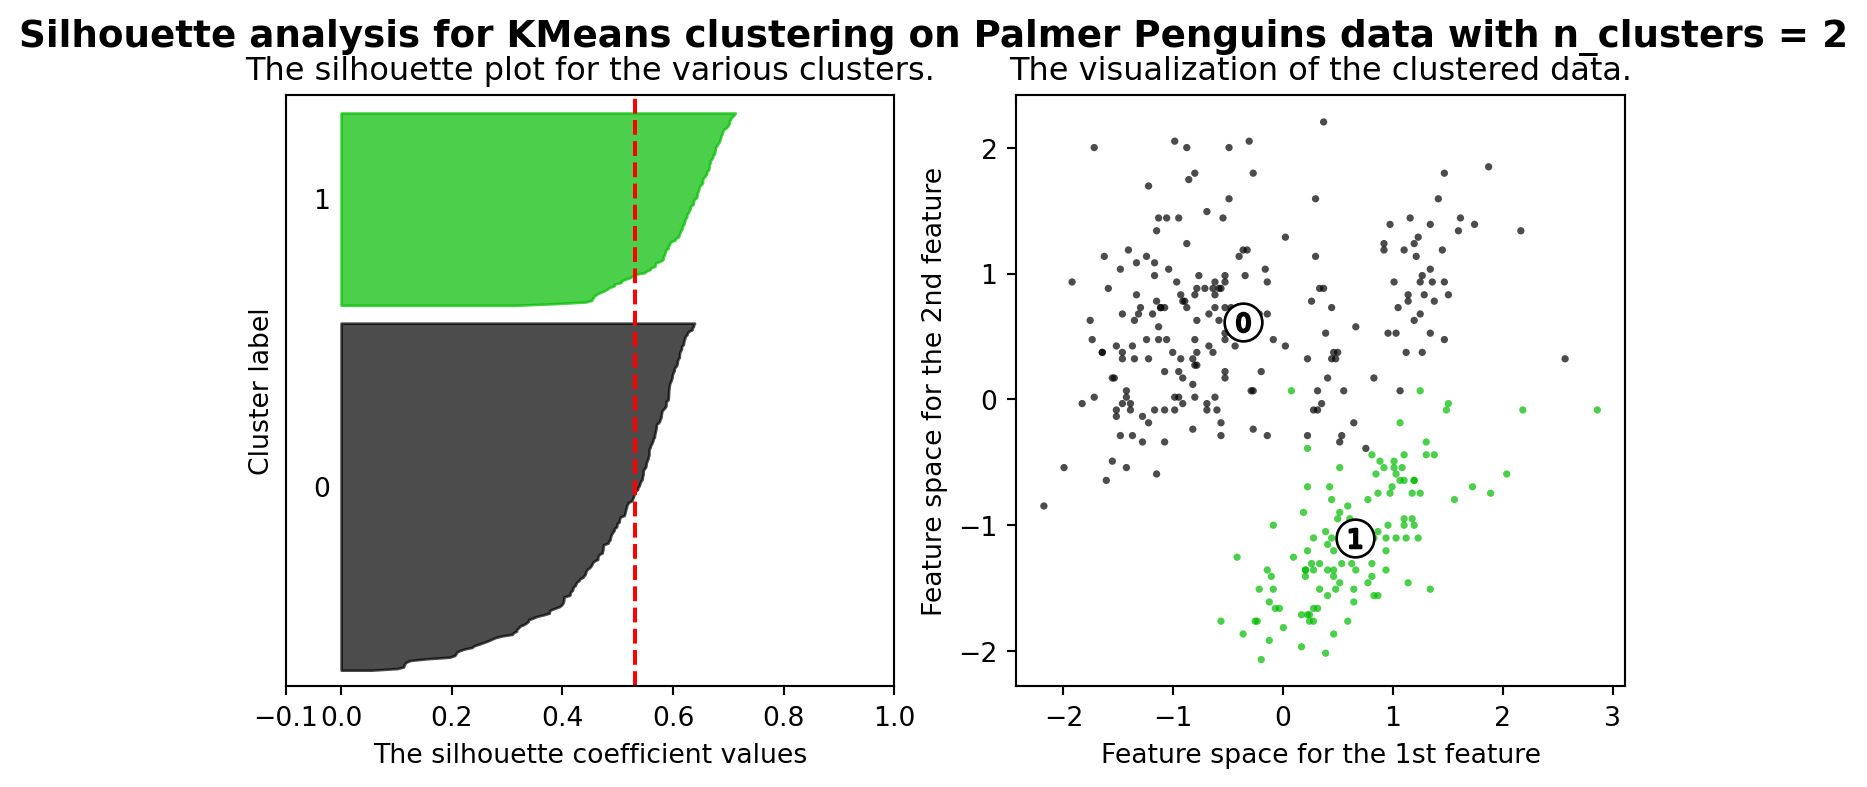 Silhouette analysis for KMeans clustering on Palmer Penguins data with n_clusters = 2
The silhouette plot for the various clusters.
1
0
Cluster label
−0.1 0.0 0.2 0.4 0.6 0.8 1.0
The silhouette coefficient values
The visualization of the clustered data.
2
1
0
−1
−2
Feature space for the 2nd feature
0
1
−2 −1 0 1 2 3
Feature space for the 1st feature